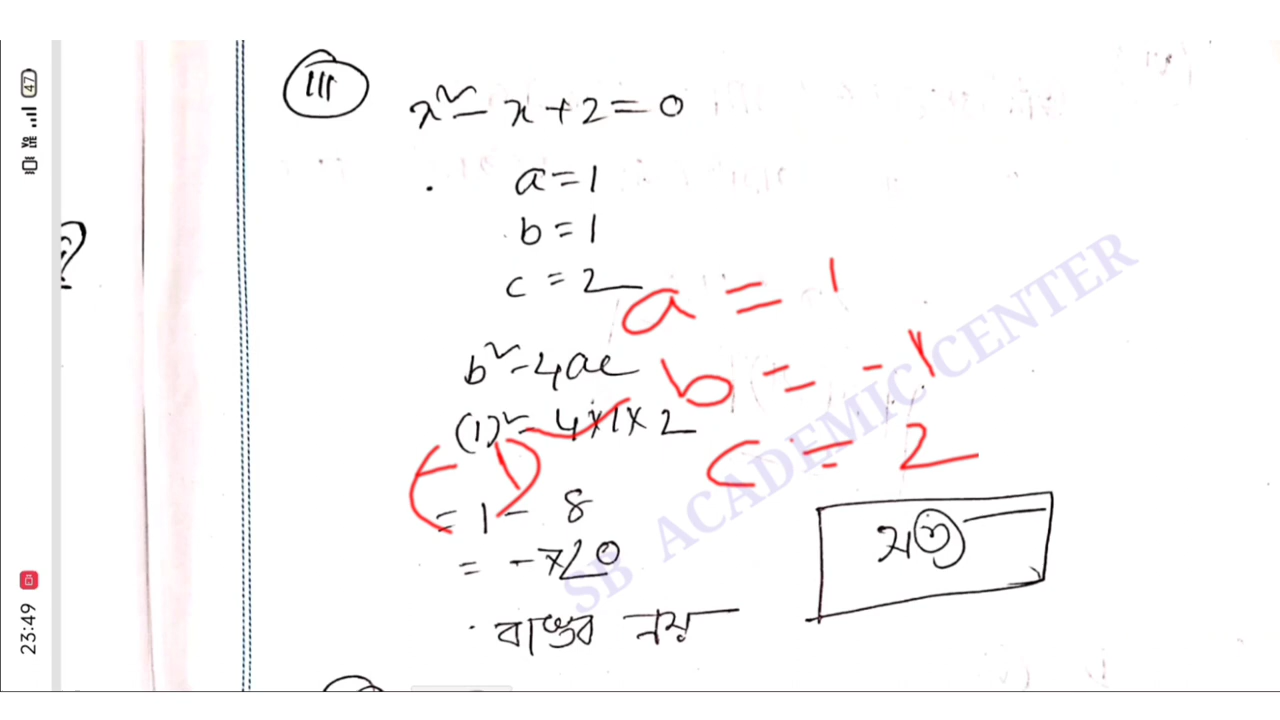 III
x² - x + 2 = 0
a = 1
b = 1
c = 2
a = 1
b² - 4ac
b = -1
(1)² - 4×1×2
(-1)
c = 2
= 1 - 8
= -7 < 0
বাস্তব নয়
SB ACADEMIC CENTER
47
23:49